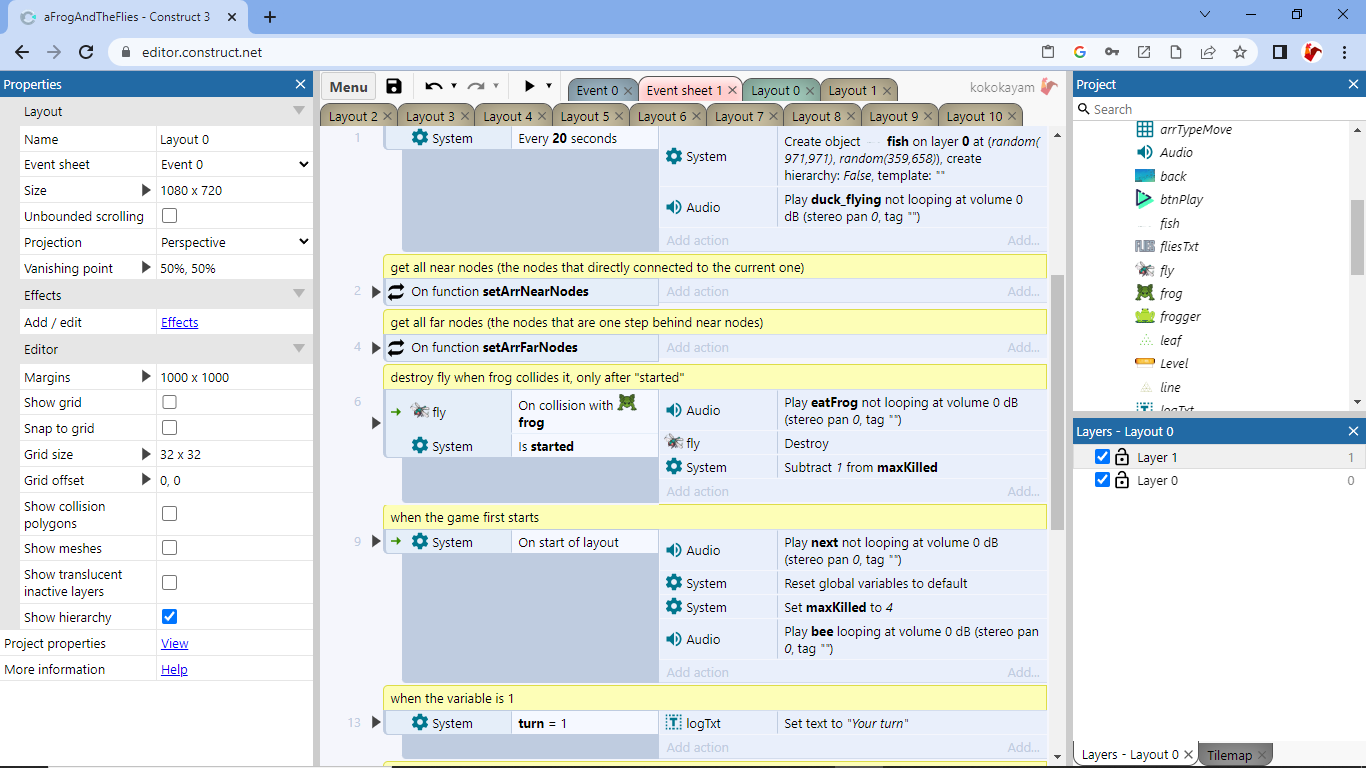 aFrogAndTheFlies - Construct 3
editor.construct.net
Properties
Layout
Name Layout 0
Event sheet Event 0
Size 1080 x 720
Unbounded scrolling
Projection Perspective
Vanishing point 50%, 50%
Effects
Add / edit Effects
Editor
Margins 1000 x 1000
Show grid
Snap to grid
Grid size 32 x 32
Grid offset 0, 0
Show collision
polygons
Show meshes
Show translucent
inactive layers
Show hierarchy
Project properties View
More information Help
Menu
Event 0 Event sheet 1 Layout 0 Layout 1
kokokayam
Layout 2 Layout 3 Layout 4 Layout 5 Layout 6 Layout 7 Layout 8 Layout 9 Layout 10
1 System Every 20 seconds
System Create object fish on layer 0 at (random(
971,971), random(359,658)), create
hierarchy: False, template: ""
Audio Play duck_flying not looping at volume 0
dB (stereo pan 0, tag "")
Add action Add...
get all near nodes (the nodes that directly connected to the current one)
2 On function setArrNearNodes Add action Add...
get all far nodes (the nodes that are one step behind near nodes)
4 On function setArrFarNodes Add action Add...
destroy fly when frog collides it, only after "started"
6 fly On collision with
frog
System Is started
Audio Play eatFrog not looping at volume 0 dB
(stereo pan 0, tag "")
fly Destroy
System Subtract 1 from maxKilled
Add action Add...
when the game first starts
9 System On start of layout
Audio Play next not looping at volume 0 dB
(stereo pan 0, tag "")
System Reset global variables to default
System Set maxKilled to 4
Audio Play bee looping at volume 0 dB (stereo pan
0, tag "")
Add action Add...
when the variable is 1
13 System turn = 1 logTxt Set text to "Your turn"
Add action Add...
Project
Search
arrTypeMove
Audio
back
btnPlay
fish
fliesTxt
fly
frog
frogger
leaf
Level
line
logTxt
Layers - Layout 0
Layer 1 1
Layer 0 0
Layers - Layout 0 Tilemap